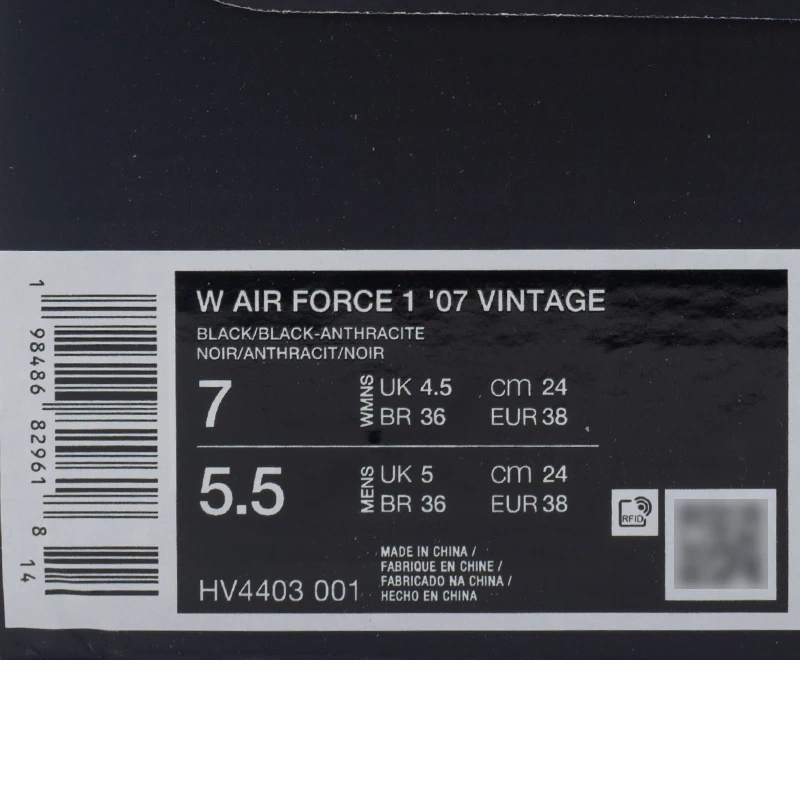 W AIR FORCE 1 '07 VINTAGE
BLACK/BLACK-ANTHRACITE
NOIR/ANTHRACIT/NOIR
7 WMNS UK 4.5 cm 24
BR 36 EUR 38
5.5 MENS UK 5 cm 24
BR 36 EUR 38
RFID
MADE IN CHINA /
FABRIQUE EN CHINE /
FABRICADO NA CHINA /
HECHO EN CHINA
HV4403 001
1 98486 82961 8 14